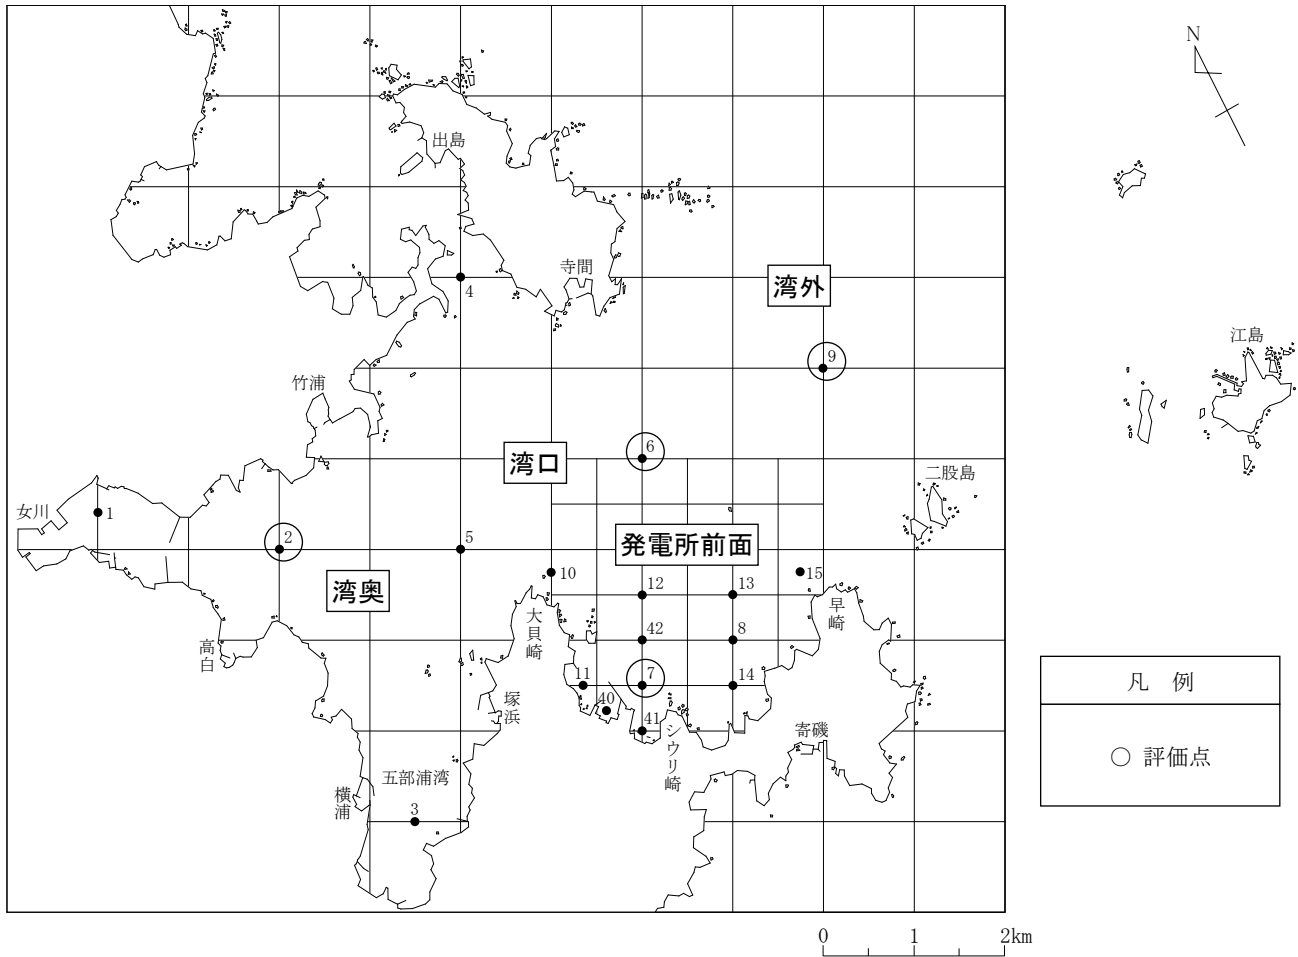 N
出島
寺間
湾外
4
江島
9
竹浦
湾口
6
二股島
女川
1
2
5
発電所前面
10
12
13
15
湾奥
大貝崎
早崎
高白
42
8
11
7
14
40
塚浜
41
シウリ崎
寄磯
五部浦湾
横浦
3
凡 例
○ 評価点
0 1 2km